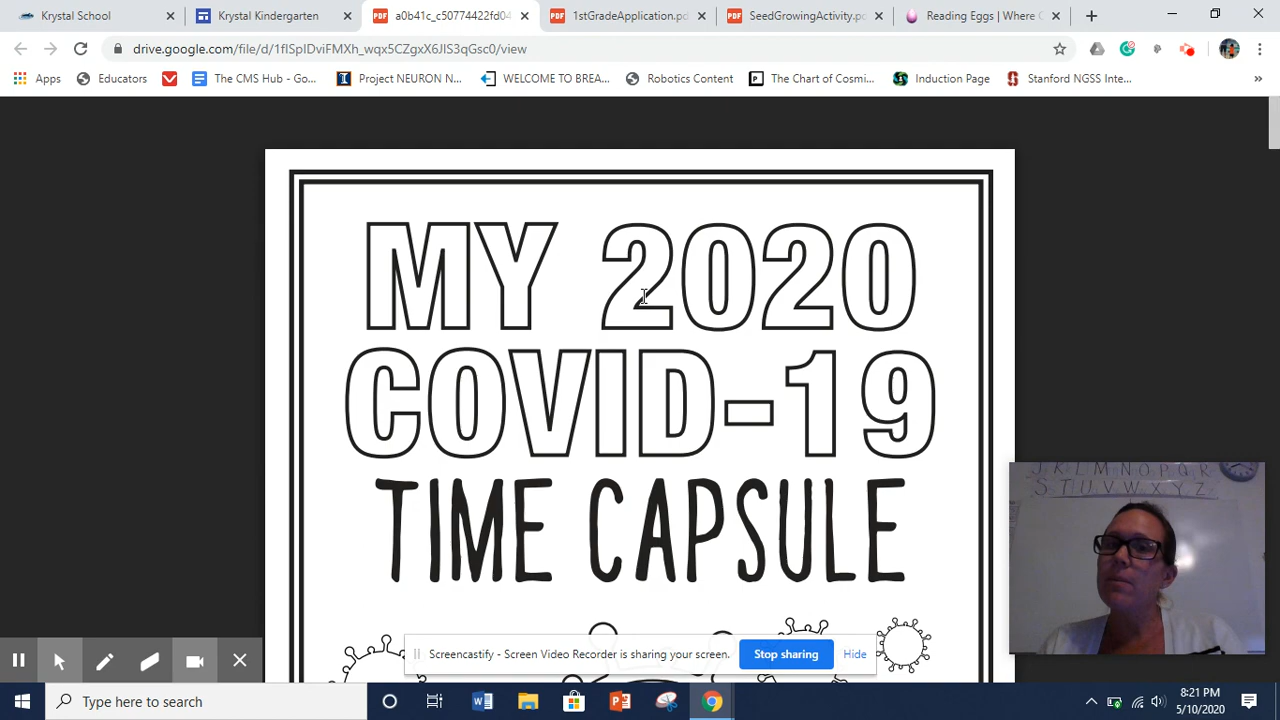 Krystal School
Krystal Kindergarten
a0b41c_c50774422fd04
1stGradeApplication.pd
SeedGrowingActivity.pc
Reading Eggs | Where C
drive.google.com/file/d/1flSpIDviFMXh_wqx5CZgxX6JIS3qGsc0/view
Apps
Educators
The CMS Hub - Go...
Project NEURON N...
WELCOME TO BREA...
Robotics Content
The Chart of Cosmi...
Induction Page
Stanford NGSS Inte...
»
MY 2020
COVID-19
TIME CAPSULE
J K L M N O P Q R
S T U V W X Y Z
Screencastify - Screen Video Recorder is sharing your screen.
Stop sharing
Hide
Type here to search
8:21 PM
5/10/2020